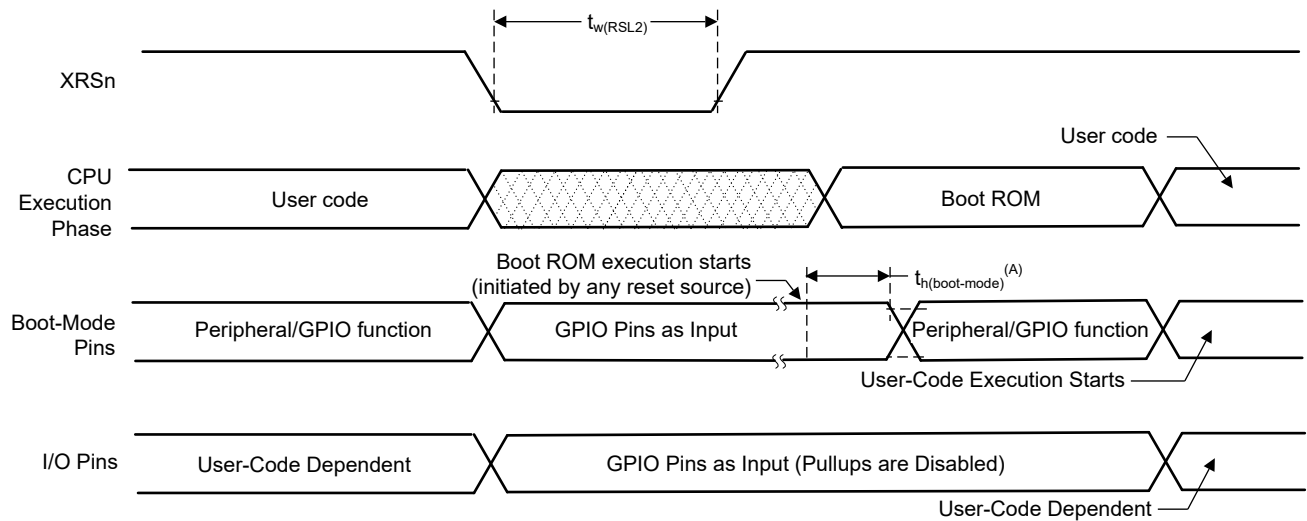 t_w(RSL2)
XRSn
User code
CPU
Execution
Phase
User code
Boot ROM
Boot ROM execution starts
(initiated by any reset source)
t_h(boot-mode)^(A)
Boot-Mode
Pins
Peripheral/GPIO function
GPIO Pins as Input
Peripheral/GPIO function
User-Code Execution Starts
I/O Pins
User-Code Dependent
GPIO Pins as Input (Pullups are Disabled)
User-Code Dependent